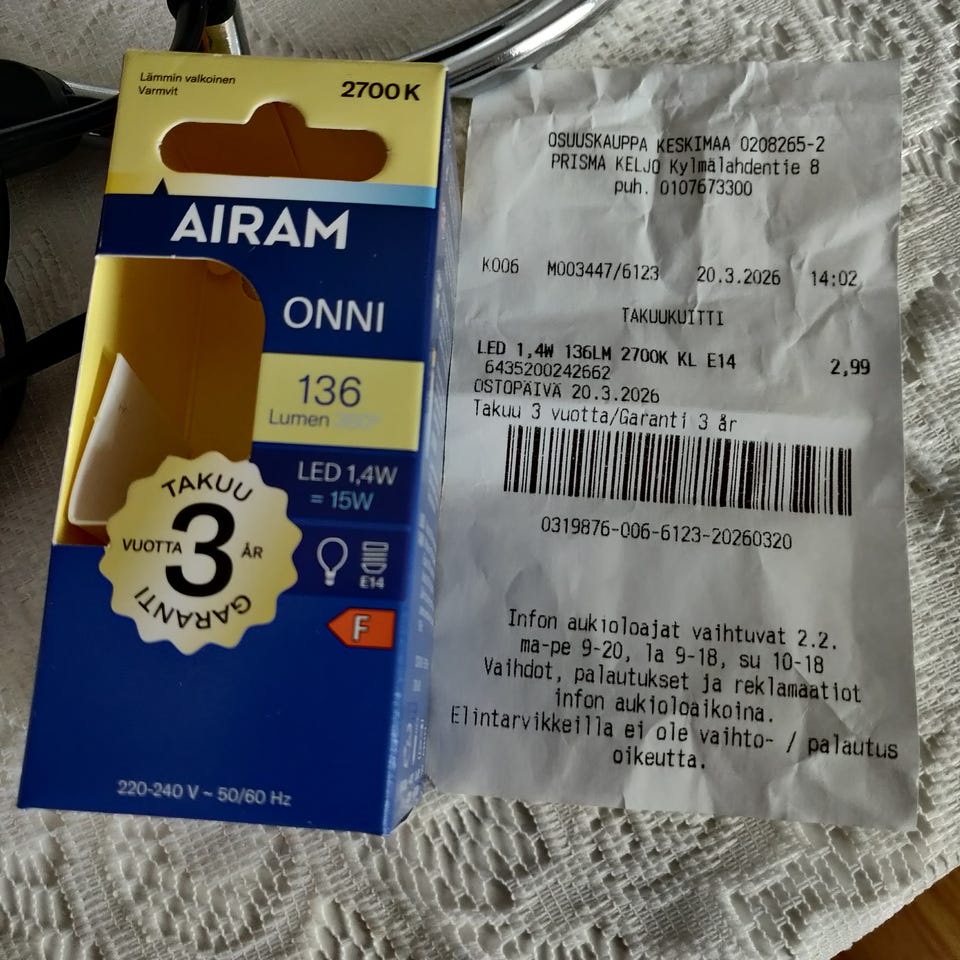 Lämmin valkoinen
Varmvit
2700 K
AIRAM
ONNI
136
Lumen 360°
LED 1,4W
= 15W
TAKUU
VUOTTA 3 ÅR
GARANTI
E14
F
220-240 V ~ 50/60 Hz
OSUUSKAUPPA KESKIMAA 0208265-2
PRISMA KELJO Kylmälahdentie 8
puh. 0107673300
K006 M003447/6123 20.3.2026 14:02
TAKUUKUITTI
LED 1,4W 136LM 2700K KL E14 2,99
6435200242662
OSTOPÄIVÄ 20.3.2026
Takuu 3 vuotta/Garanti 3 år
0319876-006-6123-20260320
Infon aukioloajat vaihtuvat 2.2.
ma-pe 9-20, la 9-18, su 10-18
Vaihdot, palautukset ja reklamaatiot
infon aukioloaikoina.
Elintarvikkeilla ei ole vaihto- / palautus
oikeutta.